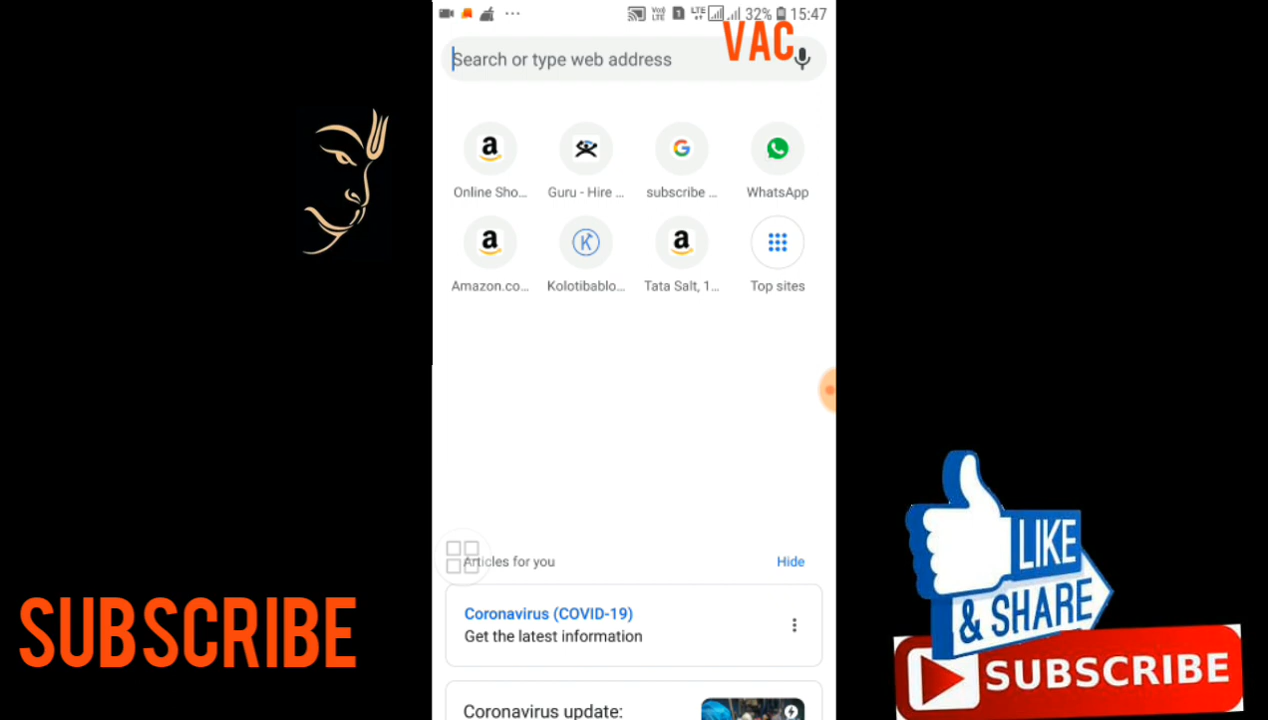 32% 15:47
VAC
Search or type web address
Online Sho...
Guru - Hire ...
subscribe ...
WhatsApp
Amazon.co...
Kolotibablo...
Tata Salt, 1...
Top sites
Articles for you
Hide
Coronavirus (COVID-19)
Get the latest information
Coronavirus update:
SUBSCRIBE
LIKE
& SHARE
SUBSCRIBE